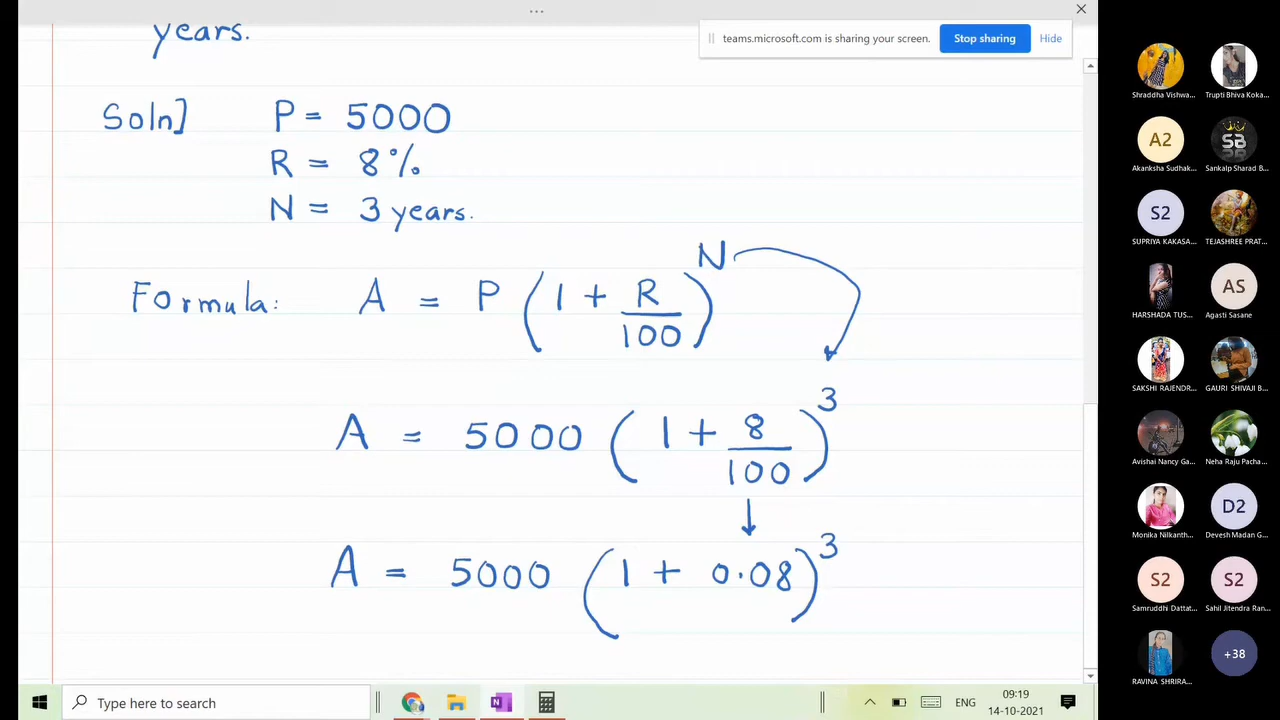 ...
years.
teams.microsoft.com is sharing your screen. Stop sharing Hide
Soln] P = 5000
R = 8%
N = 3 years.
Formula: A = P (1 + R/100)^N
A = 5000 (1 + 8/100)^3
A = 5000 (1 + 0.08)^3
Shraddha Vishwa... Trupti Bhiva Koka...
A2
Akanksha Sudhak... Sankalp Sharad B...
S2
SUPRIYA KAKASA... TEJASHREE PRAT...
AS
HARSHADA TUS... Agasti Sasane
SAKSHI RAJENDR... GAURI SHIVAJI B...
Avishai Nancy Ga... Neha Raju Pacha...
D2
Monika Nilkanth... Devesh Madan G...
S2 S2
Samruddhi Dattat... Sahil Jitendra Ran...
+38
RAVINA SHRIRA...
Type here to search
ENG
09:19
14-10-2021